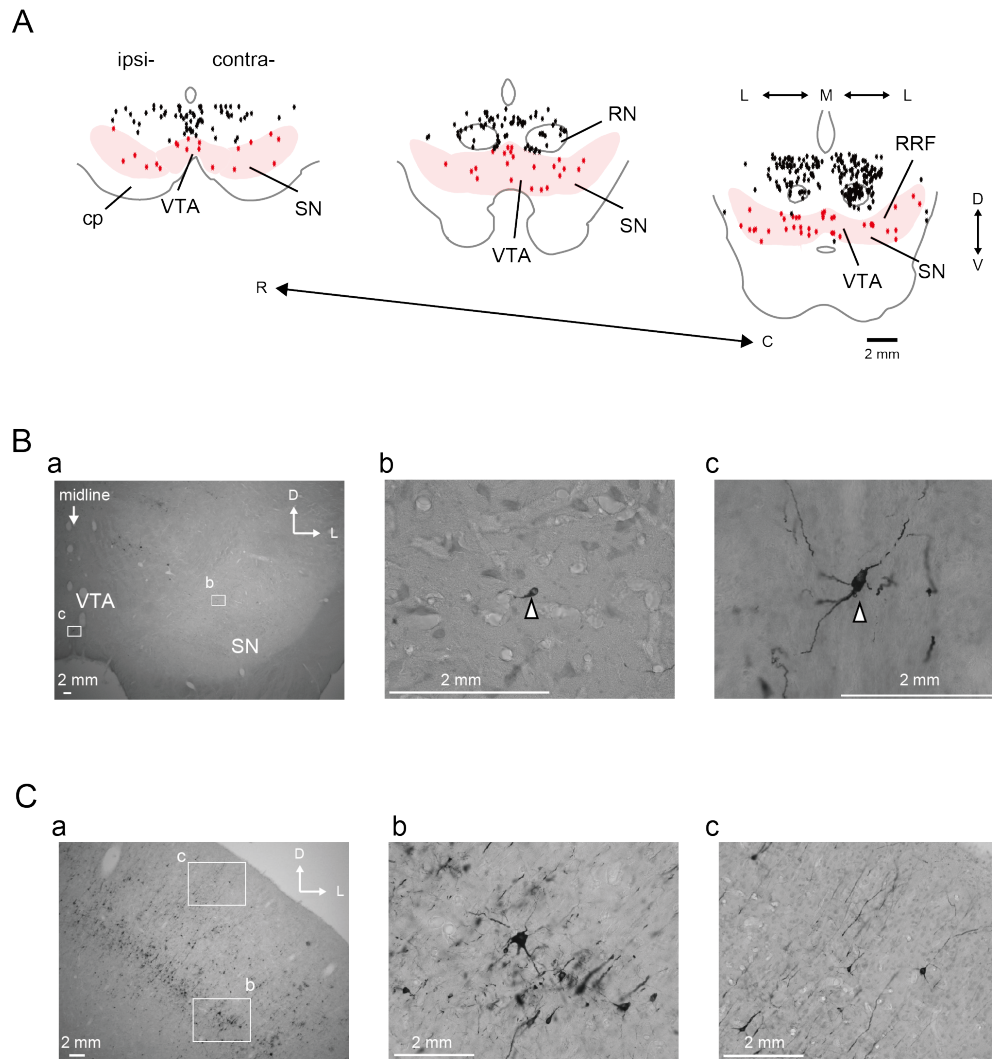 A
ipsi-
contra-
cp
VTA
SN
RN
VTA
SN
L M L
RRF
D
V
VTA
SN
R
C
2 mm
B
a
b
c
midline
D
L
b
VTA
c
SN
2 mm
2 mm
2 mm
C
a
b
c
c
D
L
b
2 mm
2 mm
2 mm